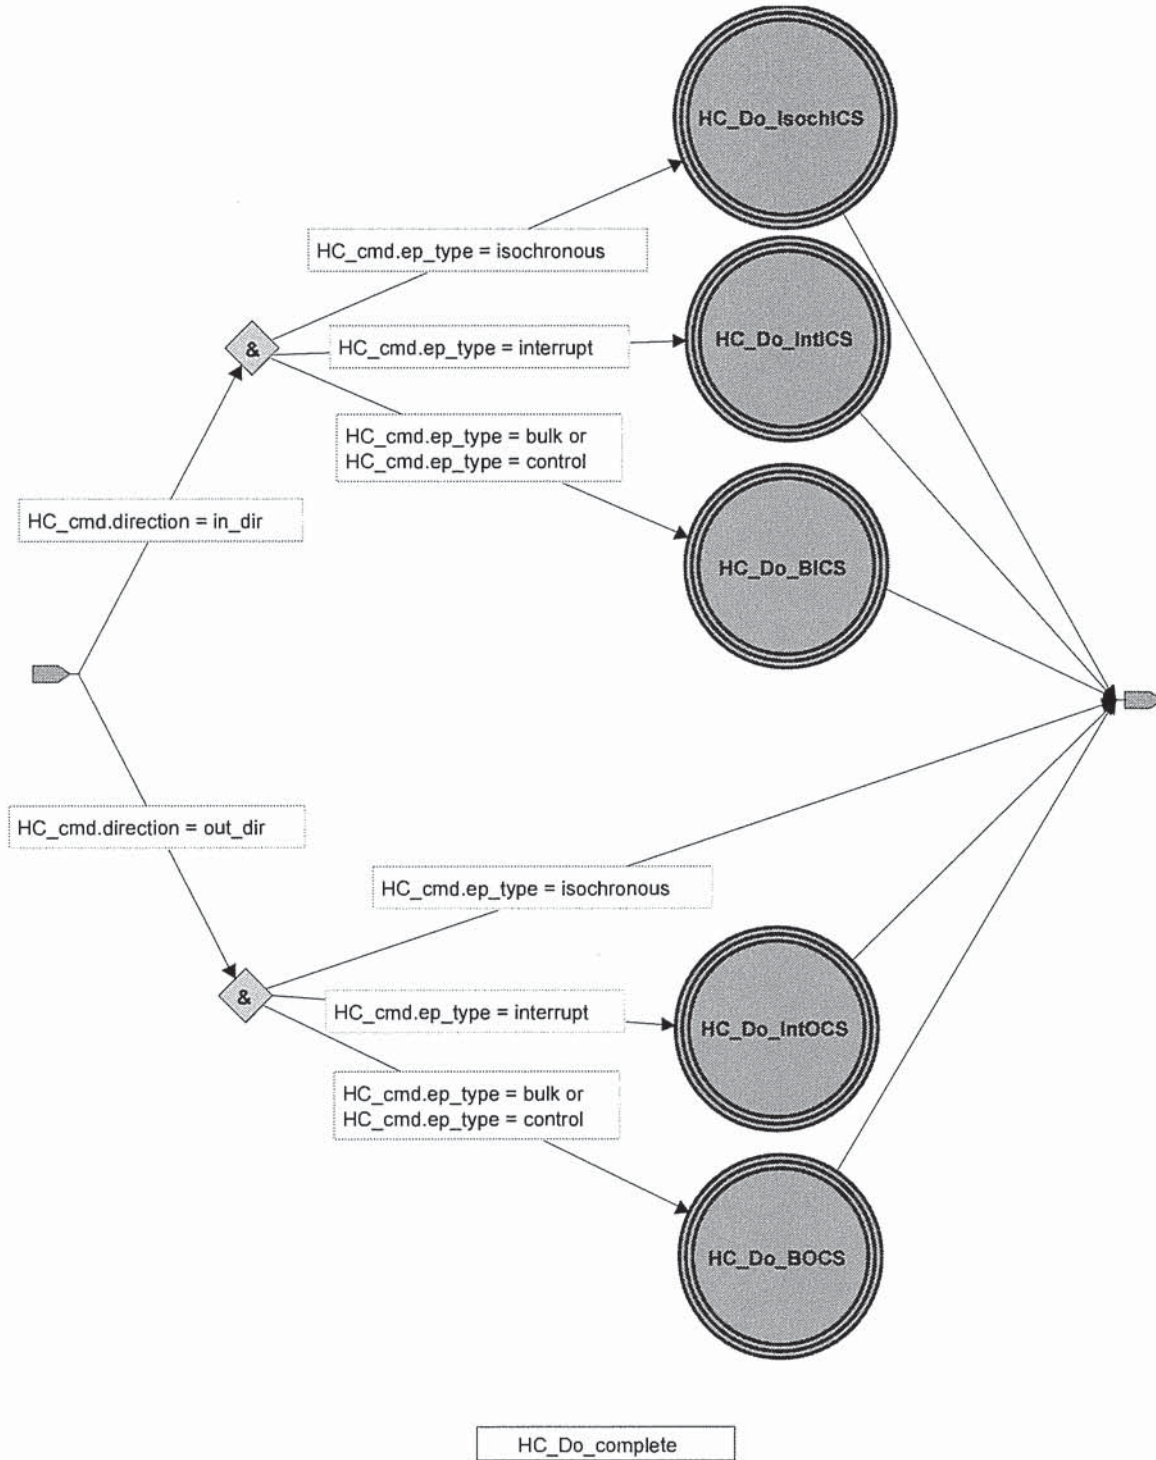 HC_Do_IsochICS
HC_cmd.ep_type = isochronous
HC_Do_IntICS
&
HC_cmd.ep_type = interrupt
HC_cmd.ep_type = bulk or
HC_cmd.ep_type = control
HC_cmd.direction = in_dir
HC_Do_BICS
HC_cmd.direction = out_dir
HC_cmd.ep_type = isochronous
&
HC_cmd.ep_type = interrupt
HC_Do_IntOCS
HC_cmd.ep_type = bulk or
HC_cmd.ep_type = control
HC_Do_BOCS
HC_Do_complete